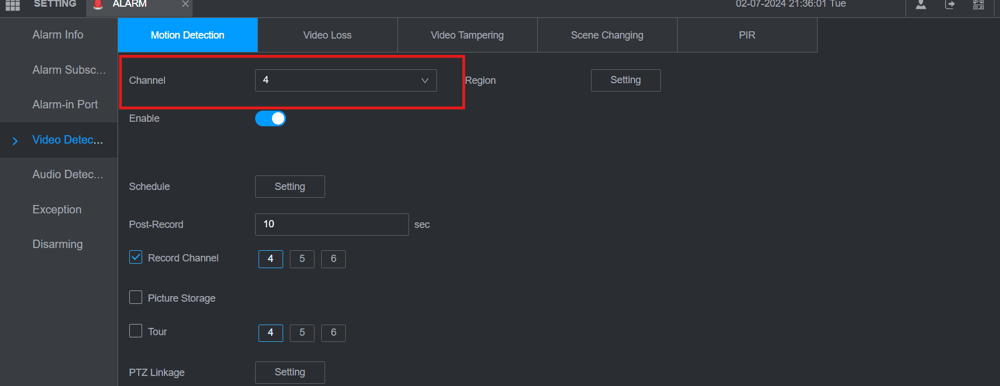 SETTING ALARM 02-07-2024 21:36:01 Tue
Alarm Info
Alarm Subsc...
Alarm-in Port
Video Detec...
Audio Detec...
Exception
Disarming
Motion Detection Video Loss Video Tampering Scene Changing PIR
Channel 4 Region Setting
Enable
Schedule Setting
Post-Record 10 sec
Record Channel 4 5 6
Picture Storage
Tour 4 5 6
PTZ Linkage Setting